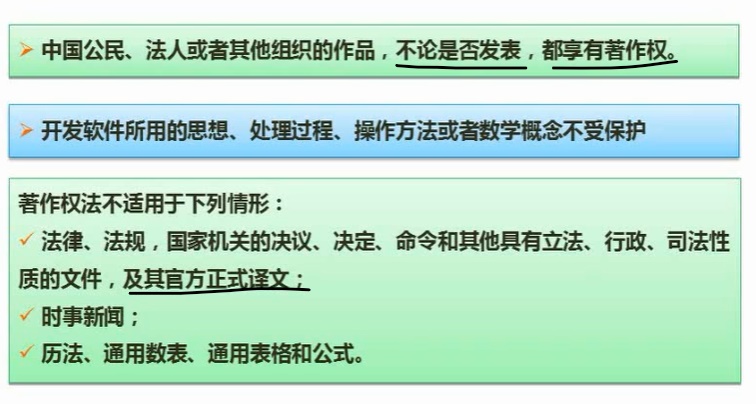 ➢ 中国公民、法人或者其他组织的作品，不论是否发表，都享有著作权。
➢ 开发软件所用的思想、处理过程、操作方法或者数学概念不受保护
著作权法不适用于下列情形：
✓ 法律、法规，国家机关的决议、决定、命令和其他具有立法、行政、司法性
质的文件，及其官方正式译文；
✓ 时事新闻；
✓ 历法、通用数表、通用表格和公式。